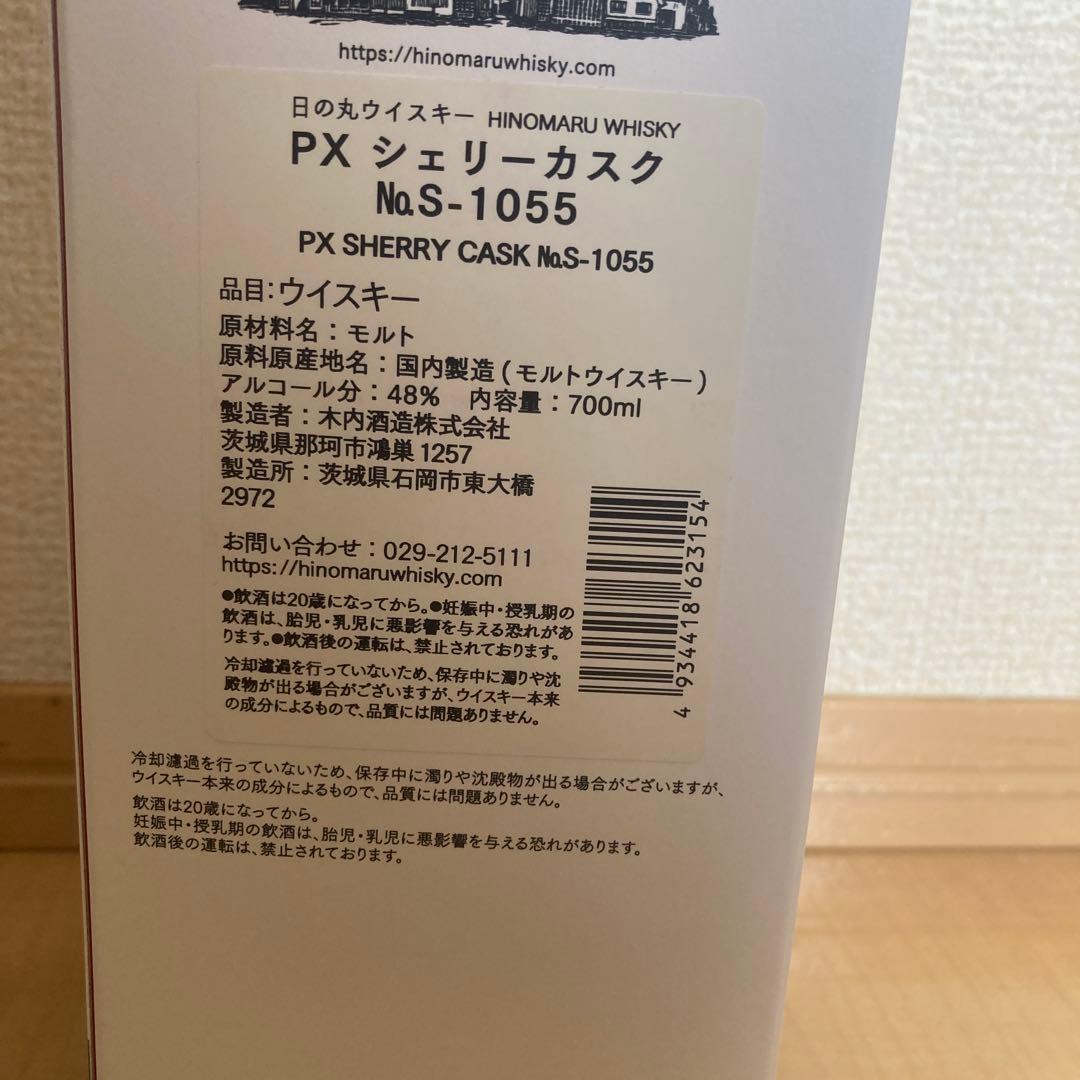 https://hinomaruwhisky.com
日の丸ウイスキー HINOMARU WHISKY
PX シェリーカスク
№S-1055
PX SHERRY CASK №S-1055
品目:ウイスキー
原材料名：モルト
原料原産地名：国内製造(モルトウイスキー)
アルコール分：48% 内容量：700ml
製造者：木内酒造株式会社
茨城県那珂市鴻巣1257
製造所：茨城県石岡市東大橋
2972
お問い合わせ：029-212-5111
https://hinomaruwhisky.com
●飲酒は20歳になってから。●妊娠中・授乳期の
飲酒は、胎児・乳児に悪影響を与える恐れがあ
ります。●飲酒後の運転は、禁止されております。
冷却濾過を行っていないため、保存中に濁りや沈
殿物が出る場合がございますが、ウイスキー本来
の成分によるもので、品質には問題ありません。
4 934418 623154
冷却濾過を行っていないため、保存中に濁りや沈殿物が出る場合がございますが、
ウイスキー本来の成分によるもので、品質には問題ありません。
飲酒は20歳になってから。
妊娠中・授乳期の飲酒は、胎児・乳児に悪影響を与える恐れがあります。
飲酒後の運転は、禁止されております。